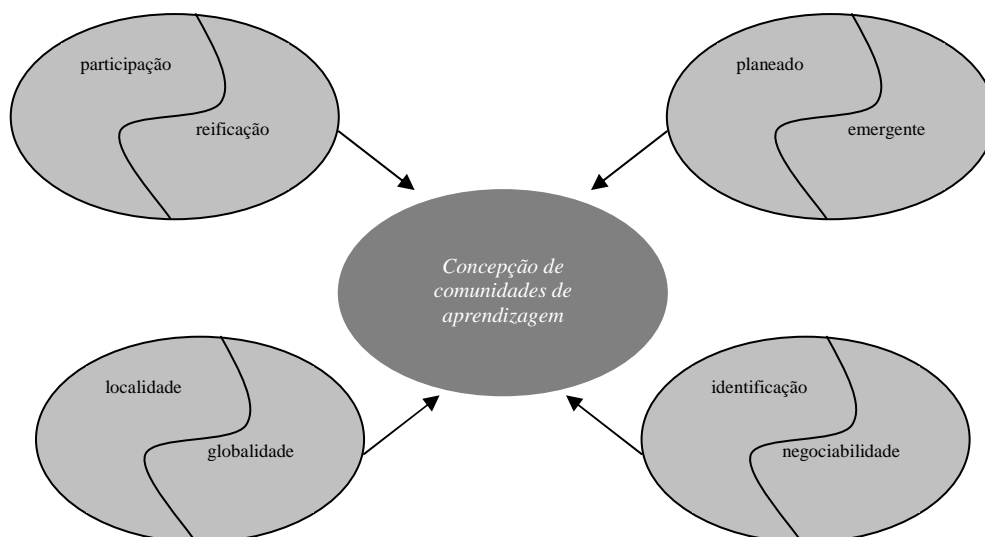 participação
reificação
planeado
emergente
Concepção de
comunidades de
aprendizagem
localidade
globalidade
identificação
negociabilidade